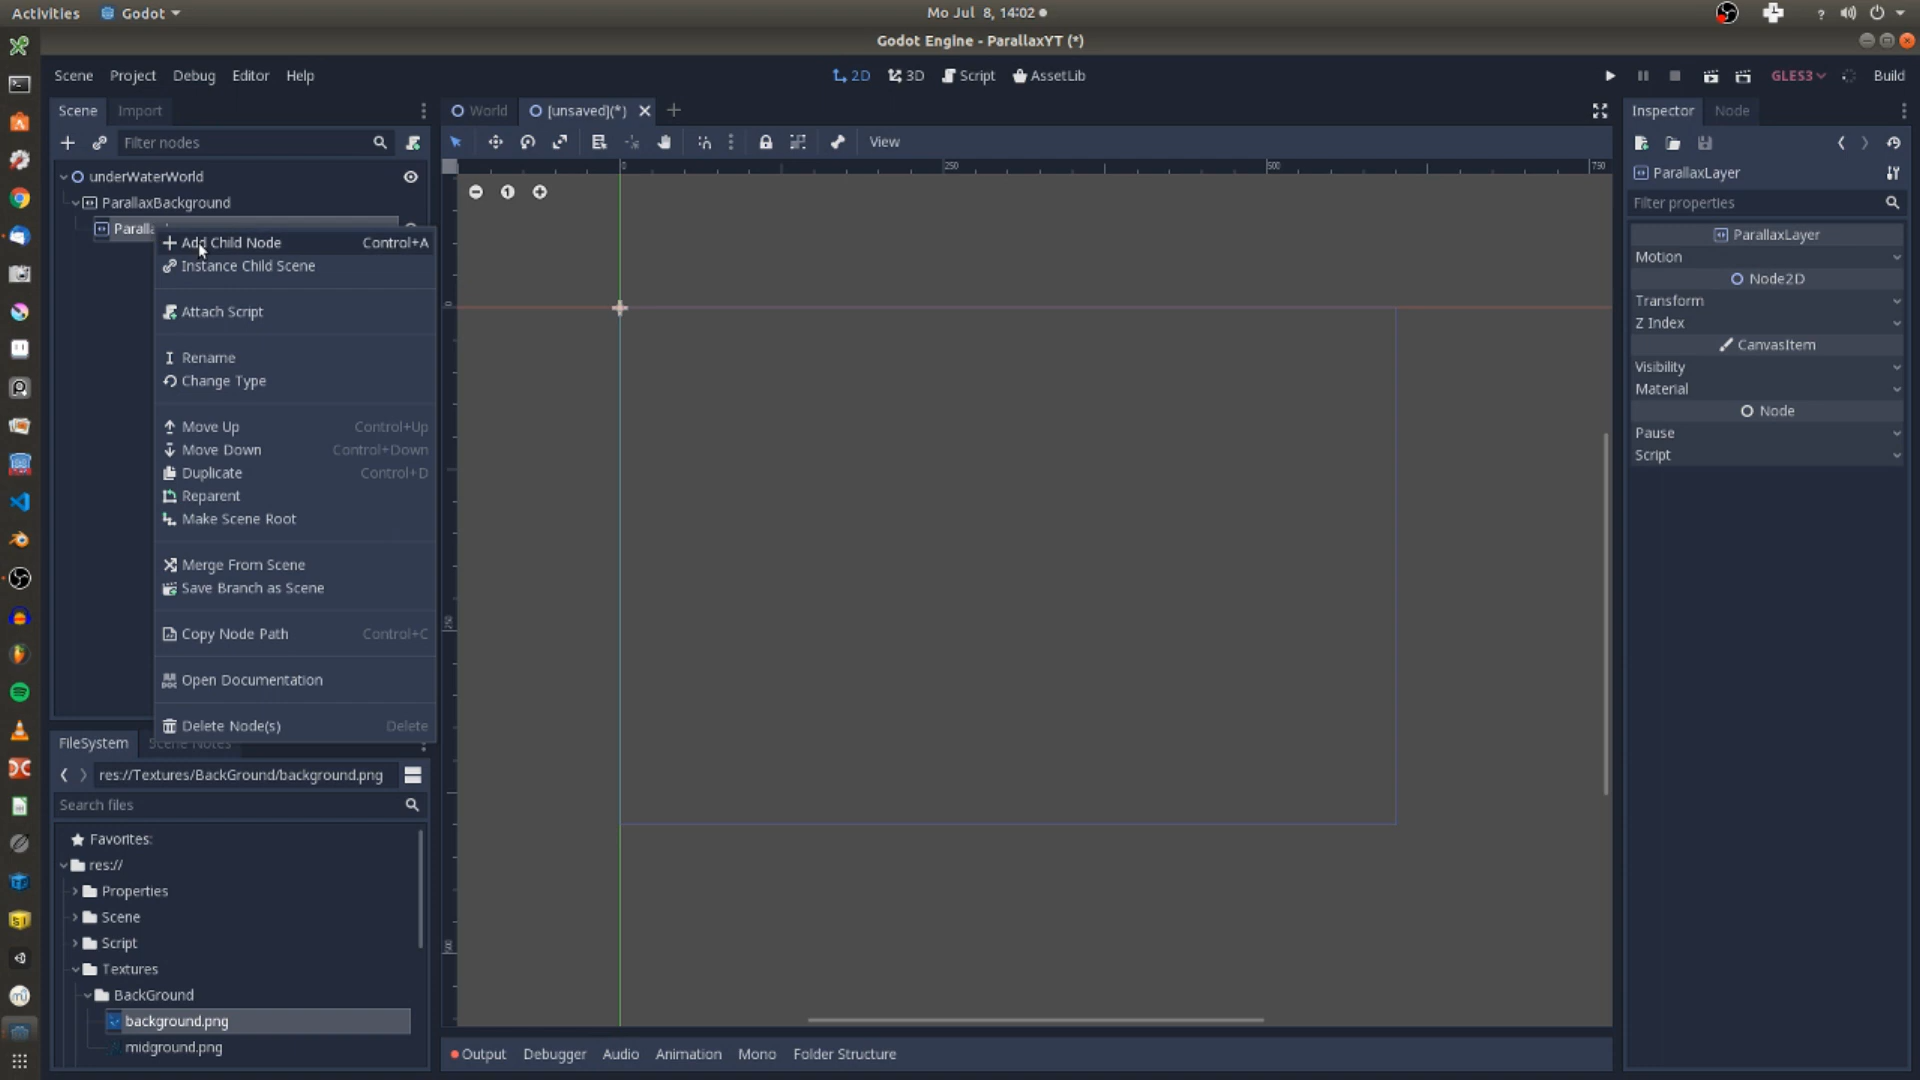 Activities Godot Mo Jul 8, 14:02
Godot Engine - ParallaxYT (*)
Scene Project Debug Editor Help 2D 3D Script AssetLib GLES3 Build
Scene Import World [unsaved](*) Inspector Node
Filter nodes View
underWaterWorld
ParallaxBackground
ParallaxLayer
Filter properties
Add Child Node Control+A
Instance Child Scene
Attach Script
Rename
Change Type
Move Up Control+Up
Move Down Control+Down
Duplicate Control+D
Reparent
Make Scene Root
Merge From Scene
Save Branch as Scene
Copy Node Path Control+C
Open Documentation
Delete Node(s) Delete
0 250 500 750
0
250
500
ParallaxLayer
Motion
Node2D
Transform
Z Index
CanvasItem
Visibility
Material
Node
Pause
Script
FileSystem Scene Notes
res://Textures/BackGround/background.png
Search files
Favorites:
res://
Properties
Scene
Script
Textures
BackGround
background.png
midground.png
Output Debugger Audio Animation Mono Folder Structure